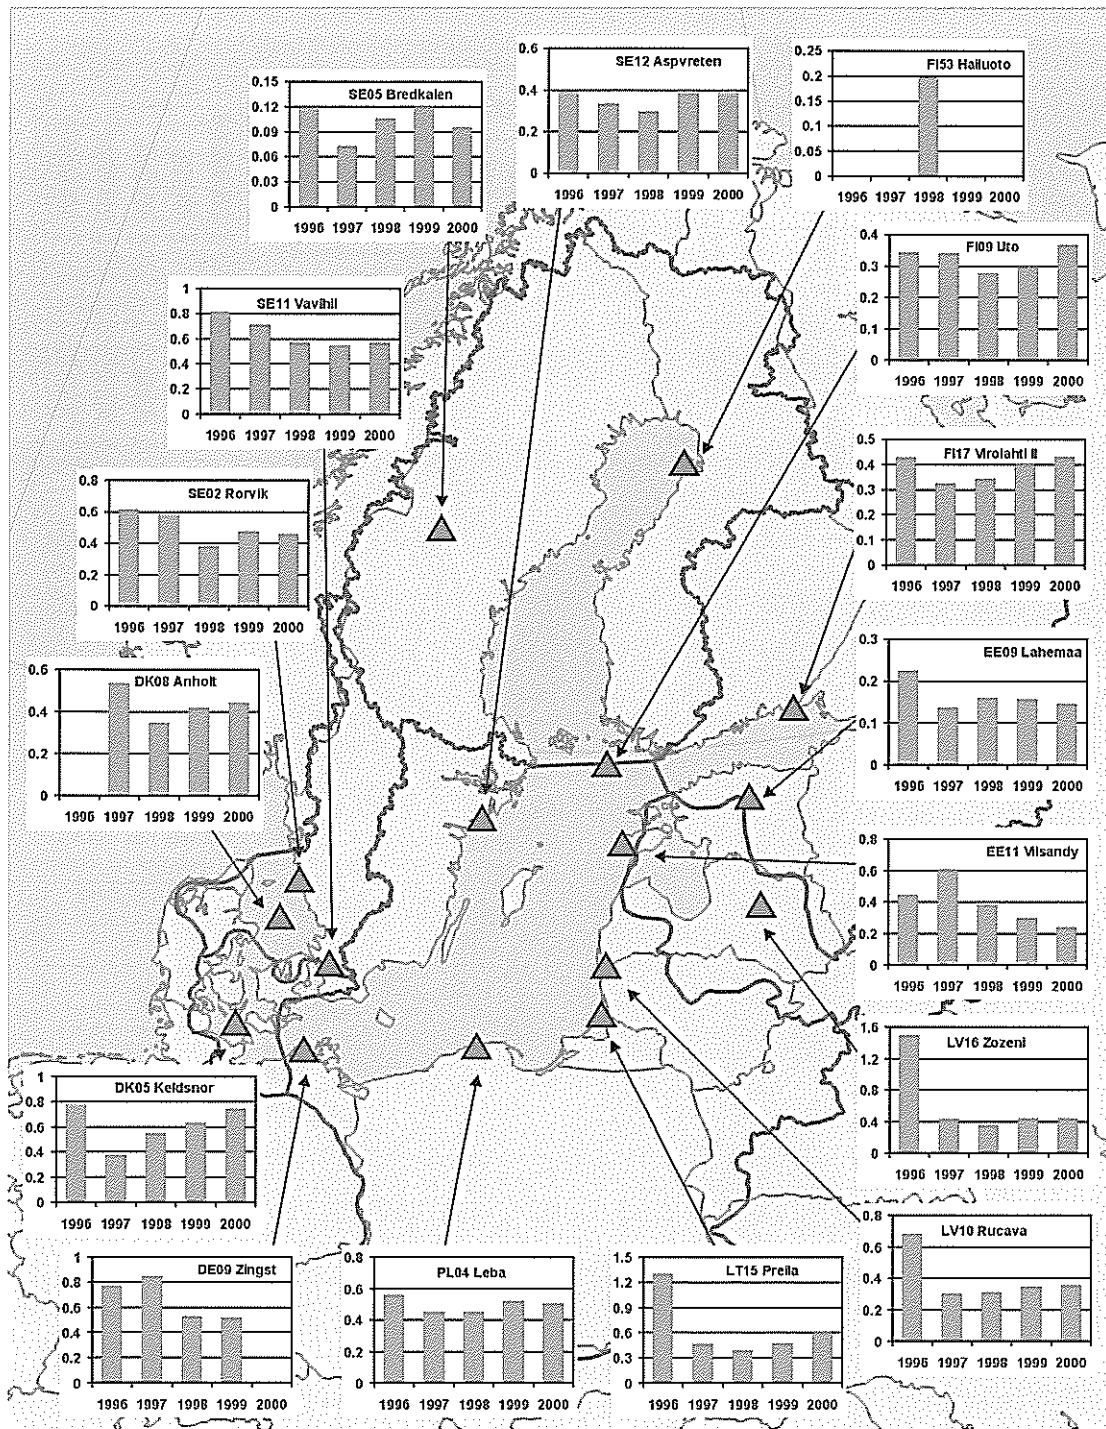 SE05 Bredkalen
0.15
0.12
0.09
0.06
0.03
0
1996 1997 1998 1999 2000
SE12 Aspvreten
0.6
0.4
0.2
0
1996 1997 1998 1999 2000
FI53 Hailuoto
0.25
0.2
0.15
0.1
0.05
0
1996 1997 1998 1999 2000
FI09 Uto
0.4
0.3
0.2
0.1
0
1996 1997 1998 1999 2000
SE11 Vavihil
1
0.8
0.6
0.4
0.2
0
1996 1997 1998 1999 2000
FI17 Virolahti II
0.5
0.4
0.3
0.2
0.1
0
1996 1997 1998 1999 2000
SE02 Rorvik
0.8
0.6
0.4
0.2
0
1996 1997 1998 1999 2000
EE09 Lahemaa
0.3
0.2
0.1
0
1996 1997 1998 1999 2000
DK08 Anholt
0.6
0.4
0.2
0
1996 1997 1998 1999 2000
EE11 Vilsandy
0.8
0.6
0.4
0.2
0
1996 1997 1998 1999 2000
LV16 Zozeni
1.6
1.2
0.8
0.4
0
1996 1997 1998 1999 2000
DK05 Keldsnor
1
0.8
0.6
0.4
0.2
0
1996 1997 1998 1999 2000
LV10 Rucava
0.8
0.6
0.4
0.2
0
1996 1997 1998 1999 2000
DE09 Zingst
1
0.8
0.6
0.4
0.2
0
1996 1997 1998 1999 2000
PL04 Leba
0.8
0.6
0.4
0.2
0
1996 1997 1998 1999 2000
LT15 Preila
1.5
1.2
0.9
0.6
0.3
0
1996 1997 1998 1999 2000